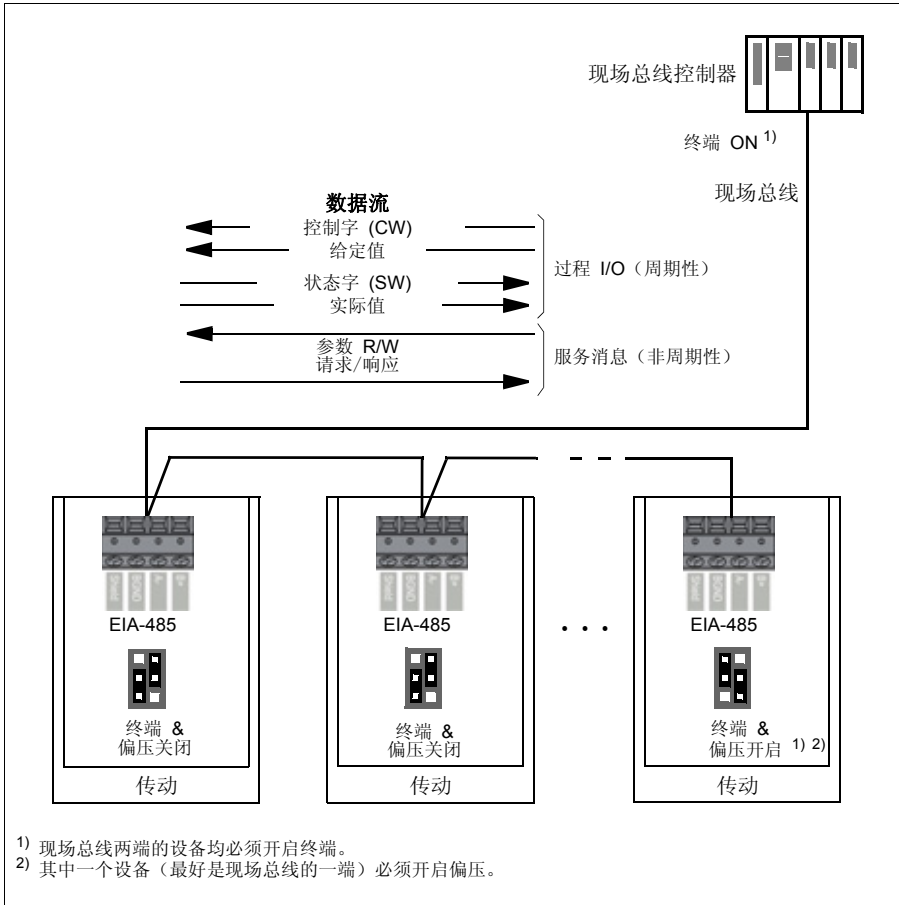 现场总线控制器
终端 ON 1)
现场总线
数据流
控制字 (CW)
给定值
过程 I/O（周期性）
状态字 (SW)
实际值
参数 R/W
请求/响应
服务消息（非周期性）
Shield BGND A- B+
Shield BGND A- B+
Shield BGND A- B+
EIA-485
EIA-485
. . .
EIA-485
终端 &
偏压关闭
终端 &
偏压关闭
终端 &
偏压开启 1) 2)
传动
传动
传动
1) 现场总线两端的设备均必须开启终端。
2) 其中一个设备（最好是现场总线的一端）必须开启偏压。